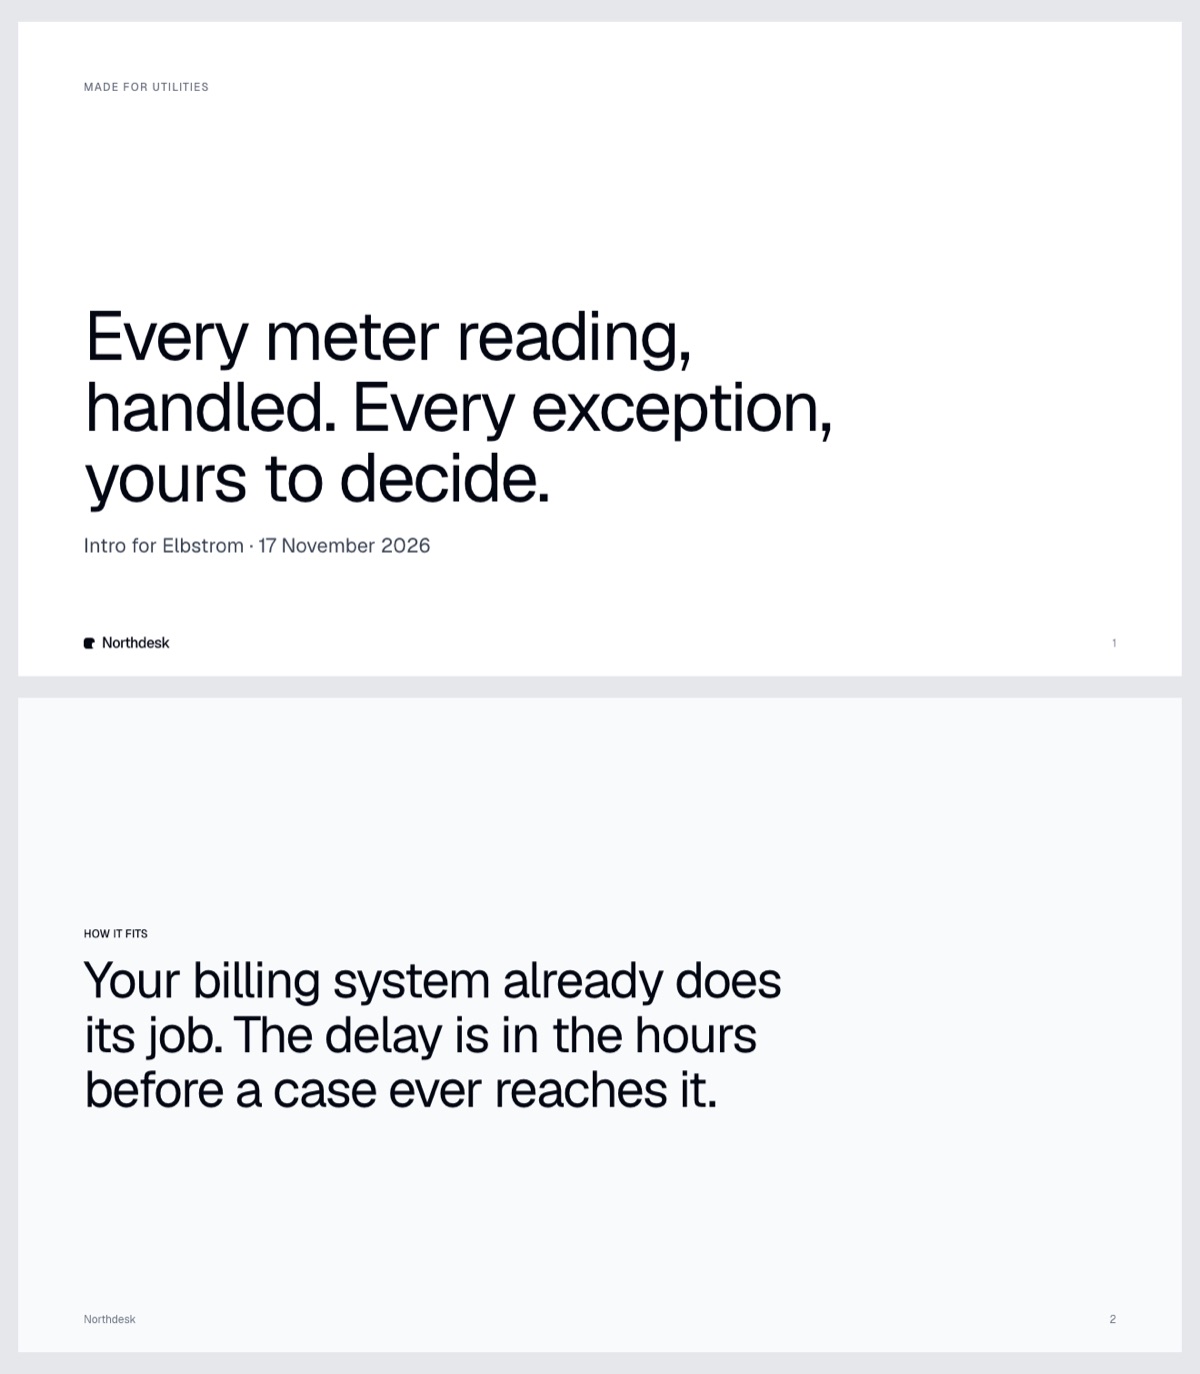 MADE FOR UTILITIES
Every meter reading,
handled. Every exception,
yours to decide.
Intro for Elbstrom · 17 November 2026
Northdesk
1
HOW IT FITS
Your billing system already does
its job. The delay is in the hours
before a case ever reaches it.
Northdesk
2